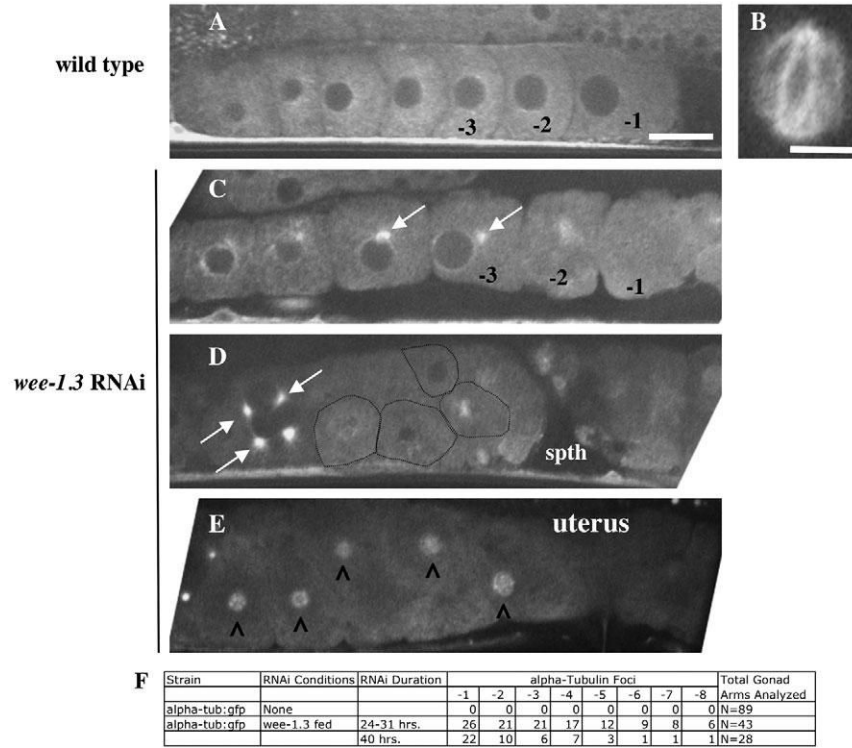 A
B
wild type
-3
-2
-1
C
-3
-2
-1
D
wee-1.3 RNAi
spth
E
uterus
^ ^ ^ ^ ^
F
Strain RNAi Conditions RNAi Duration alpha-Tubulin Foci Total Gonad
-1 -2 -3 -4 -5 -6 -7 -8 Arms Analyzed
alpha-tub:gfp None 0 0 0 0 0 0 0 0 N=89
alpha-tub:gfp wee-1.3 fed 24-31 hrs. 26 21 21 17 12 9 8 6 N=43
40 hrs. 22 10 6 7 3 1 1 1 N=28